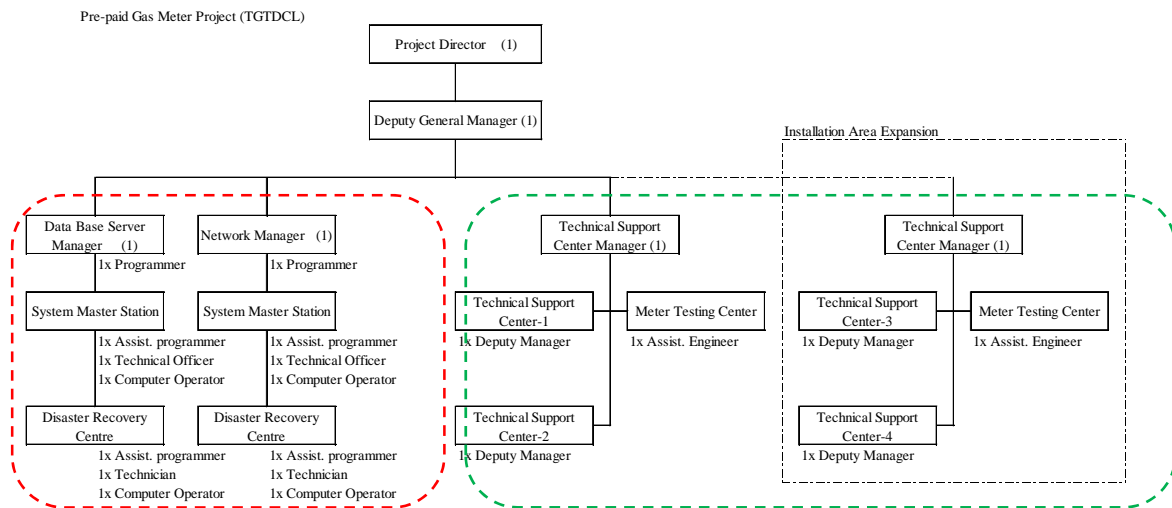 Pre-paid Gas Meter Project (TGTDCL)
Project Director (1)
Deputy General Manager (1)
Installation Area Expansion
Data Base Server
Manager (1)
1x Programmer
Network Manager (1)
1x Programmer
Technical Support
Center Manager (1)
Technical Support
Center Manager (1)
System Master Station
1x Assist. programmer
1x Technical Officer
1x Computer Operator
System Master Station
1x Assist. programmer
1x Technical Officer
1x Computer Operator
Technical Support
Center-1
1x Deputy Manager
Meter Testing Center
1x Assist. Engineer
Technical Support
Center-3
1x Deputy Manager
Meter Testing Center
1x Assist. Engineer
Disaster Recovery
Centre
1x Assist. programmer
1x Technician
1x Computer Operator
Disaster Recovery
Centre
1x Assist. programmer
1x Technician
1x Computer Operator
Technical Support
Center-2
1x Deputy Manager
Technical Support
Center-4
1x Deputy Manager